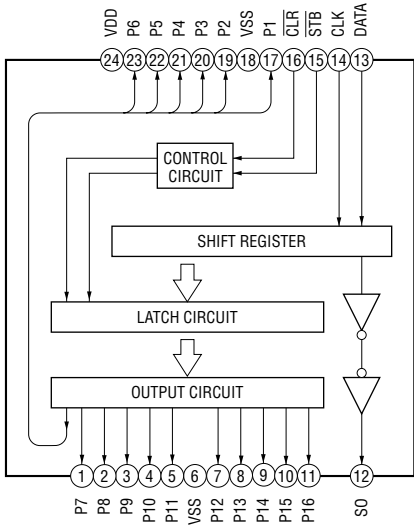 VDD P6 P5 P4 P3 P2 VSS P1 CLR STB CLK DATA
24 23 22 21 20 19 18 17 16 15 14 13
CONTROL
CIRCUIT
SHIFT REGISTER
LATCH CIRCUIT
OUTPUT CIRCUIT
1 2 3 4 5 6 7 8 9 10 11 12
P7 P8 P9 P10 P11 VSS P12 P13 P14 P15 P16 SO